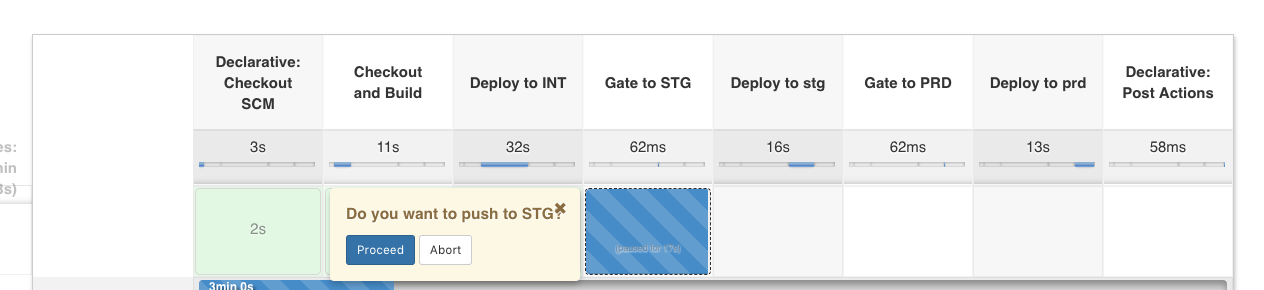 Declarative:
Checkout
SCM
Checkout
and Build
Deploy to INT
Gate to STG
Deploy to stg
Gate to PRD
Deploy to prd
Declarative:
Post Actions
es:
min
3s)
3s
11s
32s
62ms
16s
62ms
13s
58ms
2s
Do you want to push to STG?
Proceed
Abort
(paused for 17s)
3min 0s